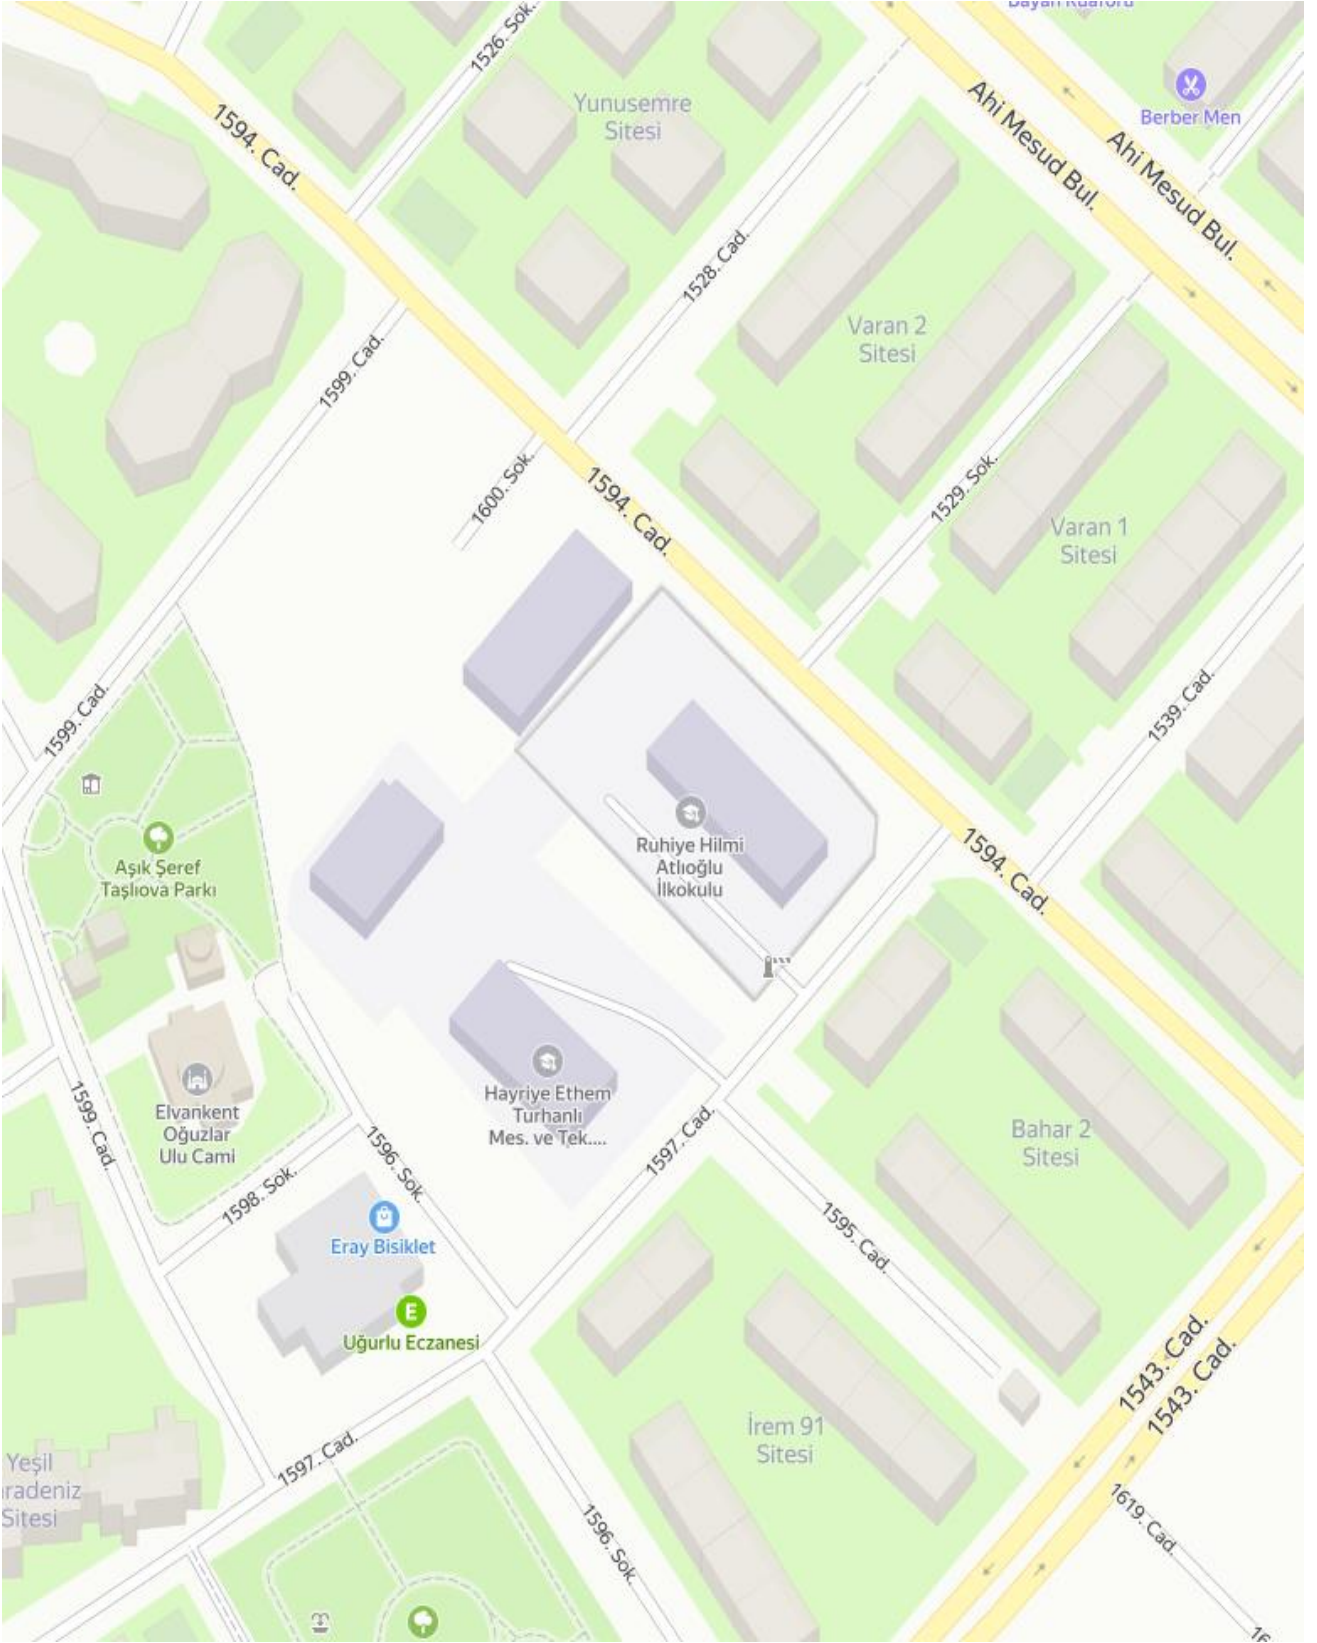 Bayan Kuaförü
1526. Sok.
Yunusemre
Sitesi
Berber Men
Ahi Mesud Bul.
Ahi Mesud Bul.
1594. Cad.
1528. Cad.
Varan 2
Sitesi
1599. Cad.
1600. Sok.
1594. Cad.
1529. Sok.
Varan 1
Sitesi
1599. Cad.
1539. Cad.
Ruhiye Hilmi
Atlıoğlu
İlkokulu
Aşık Şeref
Taşlıova Parkı
1594. Cad.
Hayriye Ethem
Turhanlı
Mes. ve Tek....
Elvankent
Oğuzlar
Ulu Cami
1599. Cad.
1596. Sok.
1597. Cad.
Bahar 2
Sitesi
1598. Sok.
1595. Cad.
Eray Bisiklet
E
Uğurlu Eczanesi
1543. Cad.
1543. Cad.
İrem 91
Sitesi
1597. Cad.
Yeşil
aradeniz
Sitesi
1596. Sok.
1619. Cad.
16